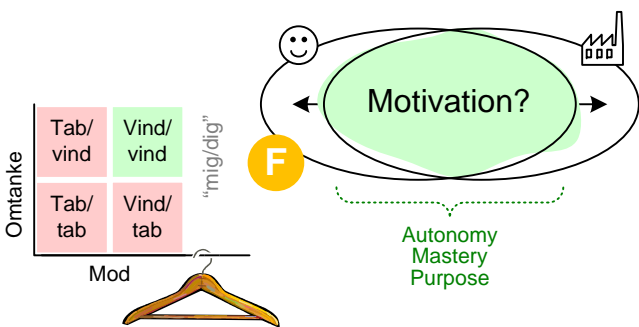 Motivation?
F
Autonomy
Mastery
Purpose
Omtanke
Tab/
vind
Vind/
vind
"mig/dig"
Tab/
tab
Vind/
tab
Mod